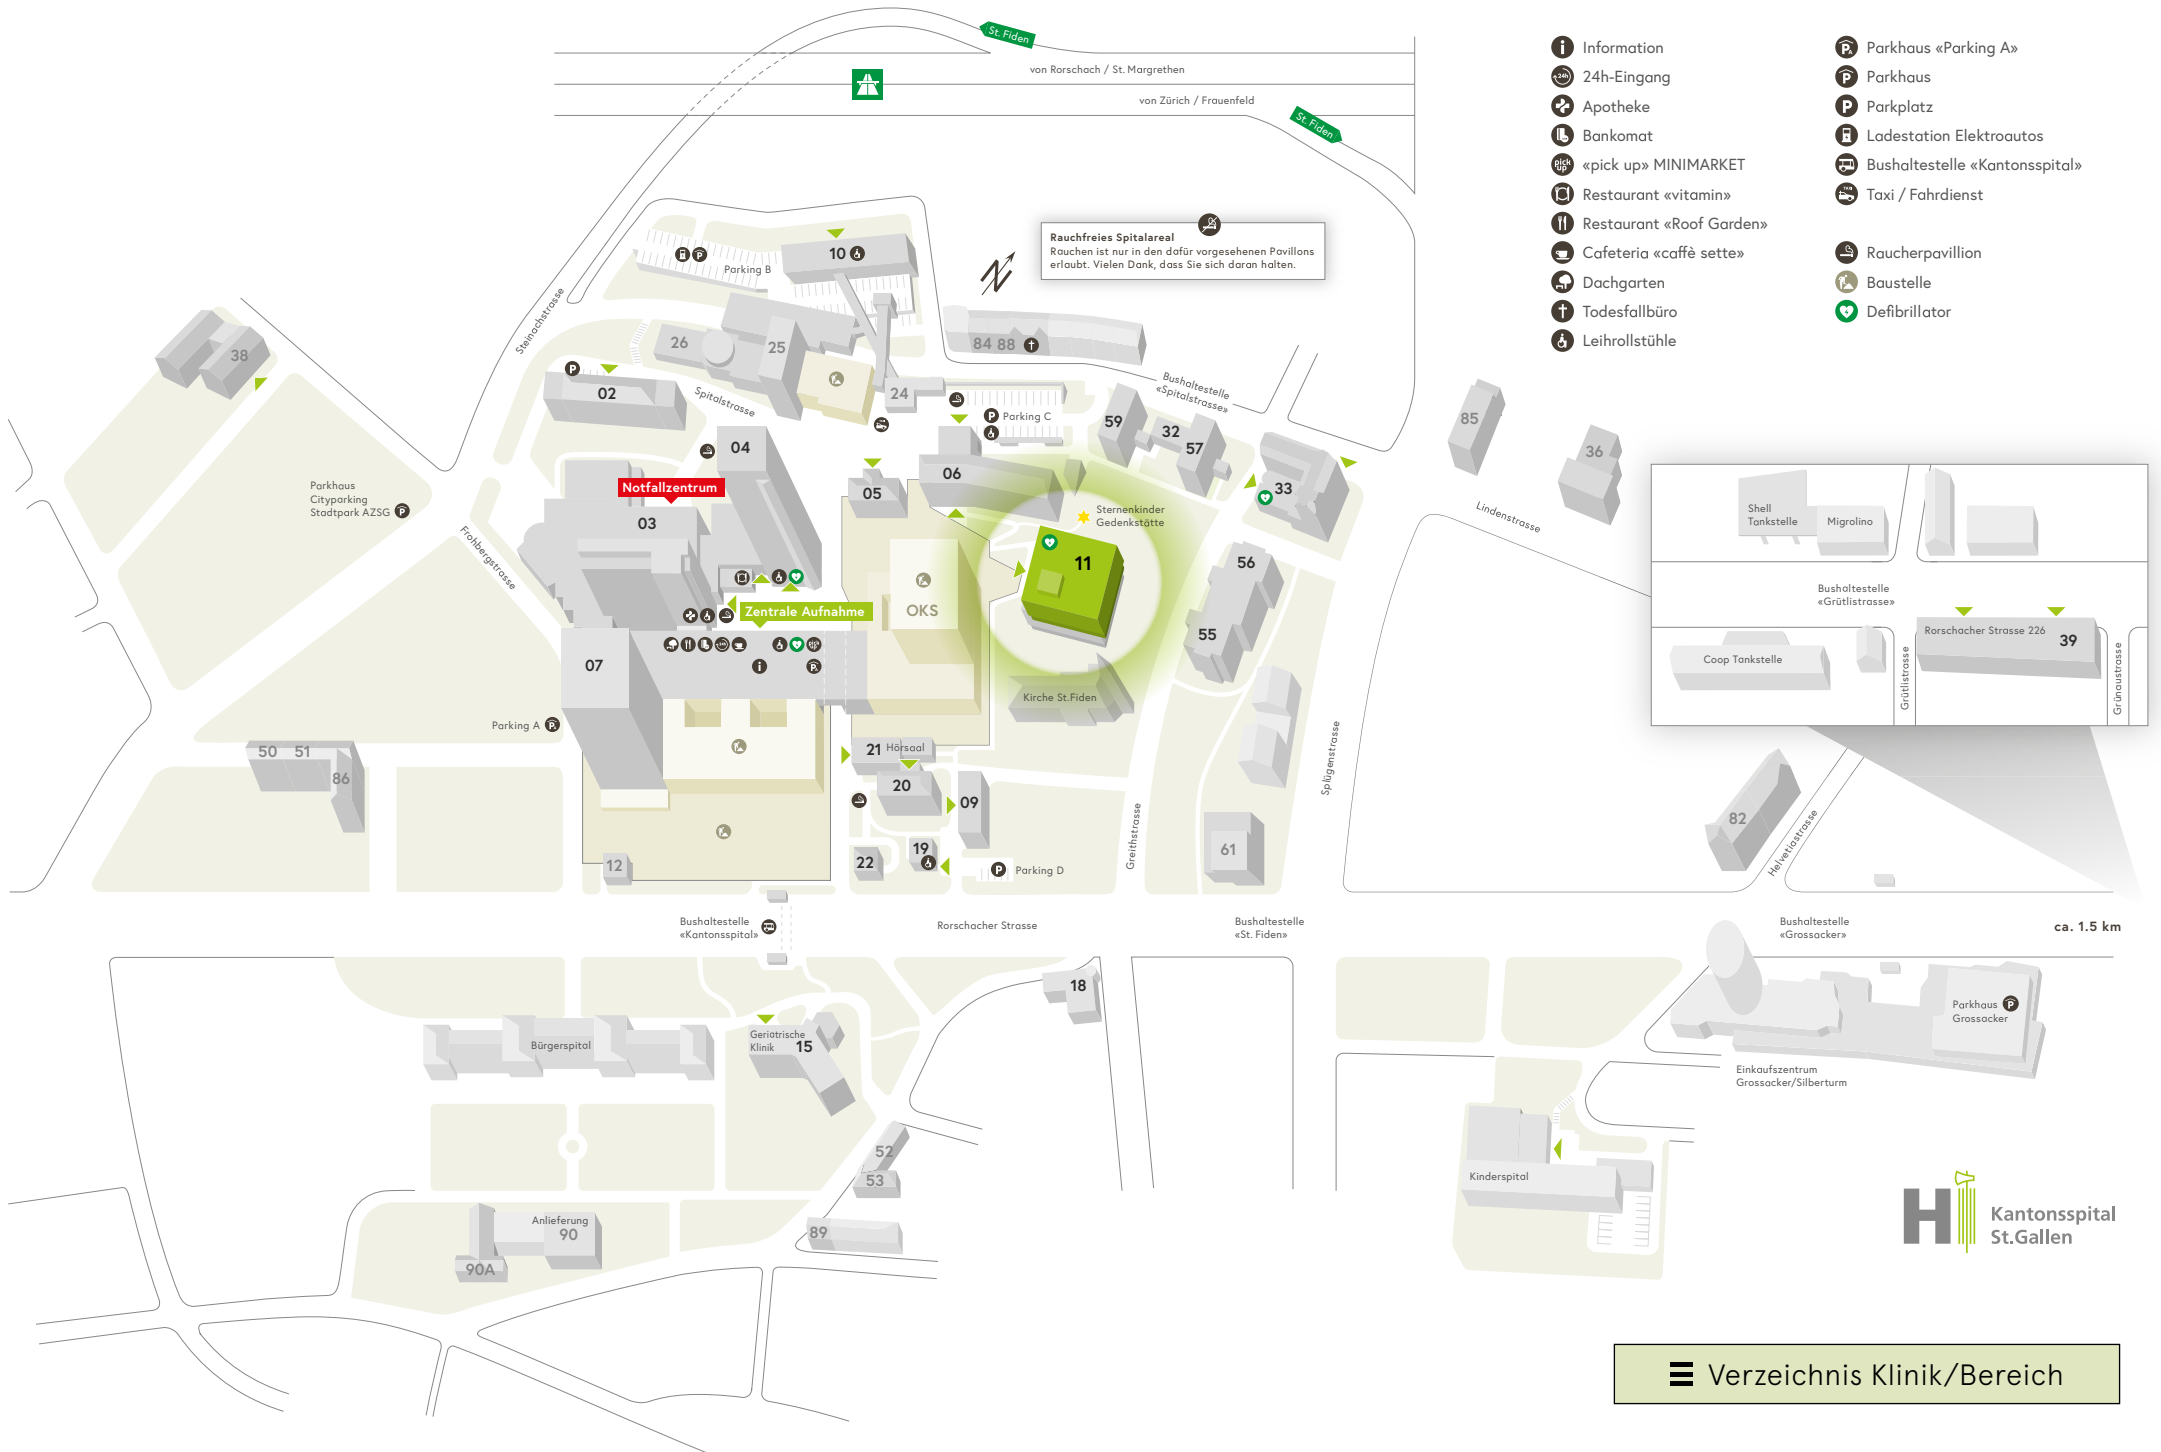 St. Fiden
von Rorschach / St. Margrethen
von Zürich / Frauenfeld
St. Fiden
Information
24h-Eingang
Apotheke
Bankomat
«pick up» MINIMARKET
Restaurant «vitamin»
Restaurant «Roof Garden»
Cafeteria «caffè sette»
Dachgarten
Todesfallbüro
Leihrollstühle
Parkhaus «Parking A»
Parkhaus
Parkplatz
Ladestation Elektroautos
Bushaltestelle «Kantonsspital»
Taxi / Fahrdienst
Raucherpavillion
Baustelle
Defibrillator
Rauchfreies Spitalareal
Rauchen ist nur in den dafür vorgesehenen Pavillons
erlaubt. Vielen Dank, dass Sie sich daran halten.
N
10
Parking B
Steinachstrasse
38
26
25
84 88
02
Spitalstrasse
24
Bushaltestelle
«Spitalstrasse»
Parking C
59
32
57
85
36
04
06
05
33
Notfallzentrum
03
Parkhaus
Cityparking
Stadtpark AZSG
Frohbergstrasse
Sternenkinder
Gedenkstätte
11
56
55
Lindenstrasse
Shell
Tankstelle
Migrolino
Bushaltestelle
«Grütlistrasse»
Rorschacher Strasse 226
39
Coop Tankstelle
Grütlistrasse
Grünaustrasse
Zentrale Aufnahme
OKS
07
Parking A
Kirche St.Fiden
50 51
86
21 Hörsaal
20
09
22
19
Parking D
12
Greithstrasse
Splügenstrasse
61
82
Helvetiastrasse
Bushaltestelle
«Kantonsspital»
Rorschacher Strasse
Bushaltestelle
«St. Fiden»
Bushaltestelle
«Grossacker»
ca. 1.5 km
18
Parkhaus
Grossacker
Bürgerspital
Geriatrische
Klinik
15
Einkaufszentrum
Grossacker/Silberturm
52
53
89
Kinderspital
Anlieferung
90
90A
Kantonsspital
St.Gallen
Verzeichnis Klinik/Bereich